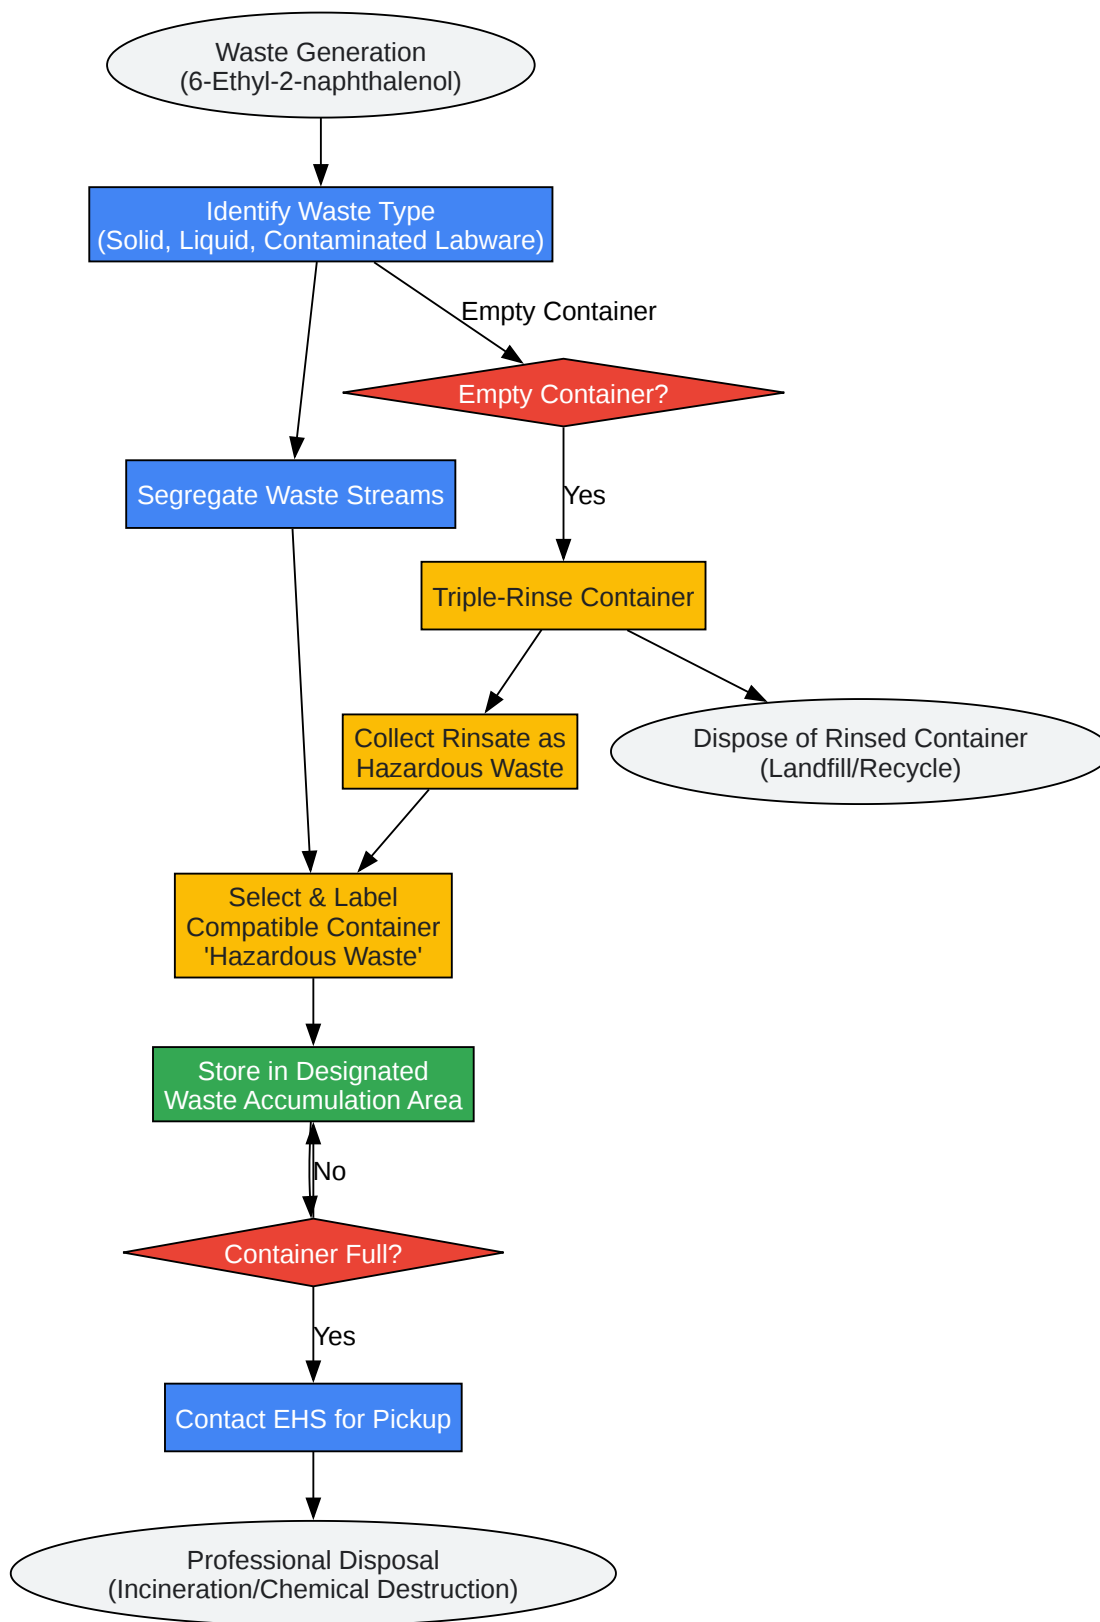 Waste Generation
(6-Ethyl-2-naphthalenol)
Identify Waste Type
(Solid, Liquid, Contaminated Labware)
Empty Container
Empty Container?
Segregate Waste Streams
Yes
Triple-Rinse Container
Collect Rinsate as
Hazardous Waste
Dispose of Rinsed Container
(Landfill/Recycle)
Select & Label
Compatible Container
'Hazardous Waste'
Store in Designated
Waste Accumulation Area
No
Container Full?
Yes
Contact EHS for Pickup
Professional Disposal
(Incineration/Chemical Destruction)